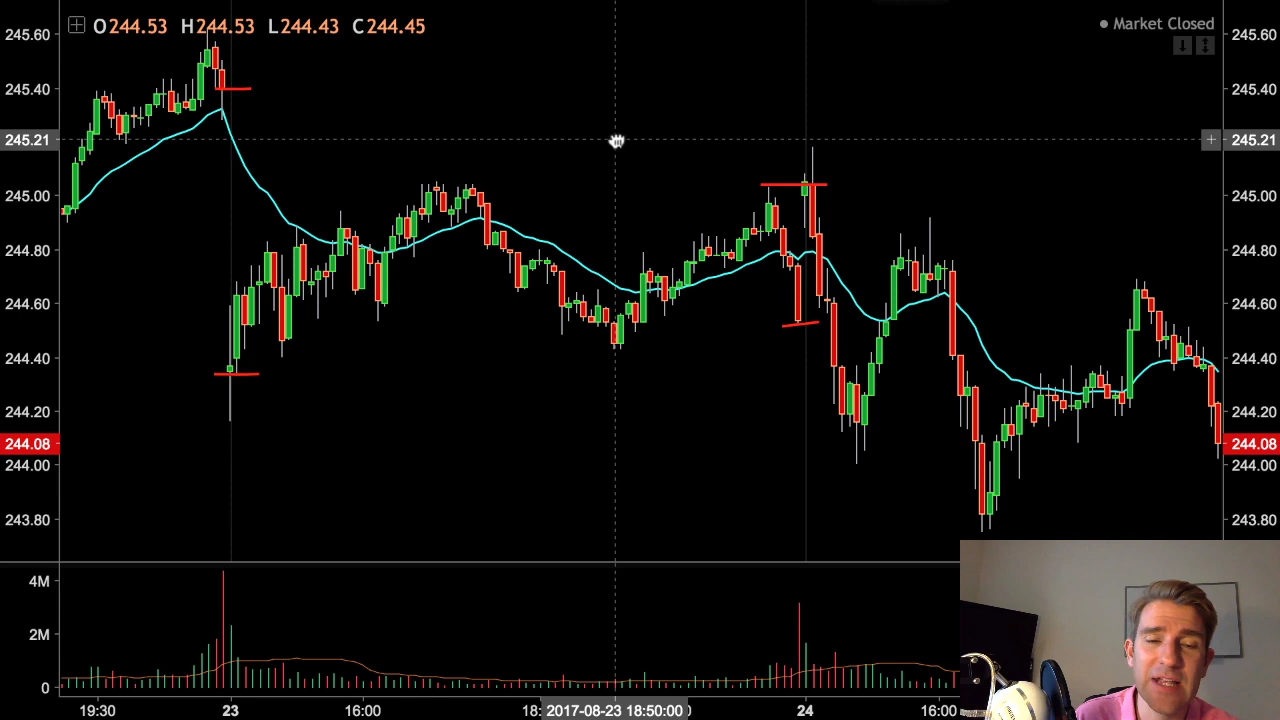 O244.53 H244.53 L244.43 C244.45
Market Closed
245.60 245.60
245.40 245.40
245.21 245.21
245.00 245.00
244.80 244.80
244.60 244.60
244.40 244.40
244.20 244.20
244.08 244.08
244.00 244.00
243.80 243.80
4M
2M
0
19:30 23 16:00 18: 2017-08-23 18:50:00 24 16:00